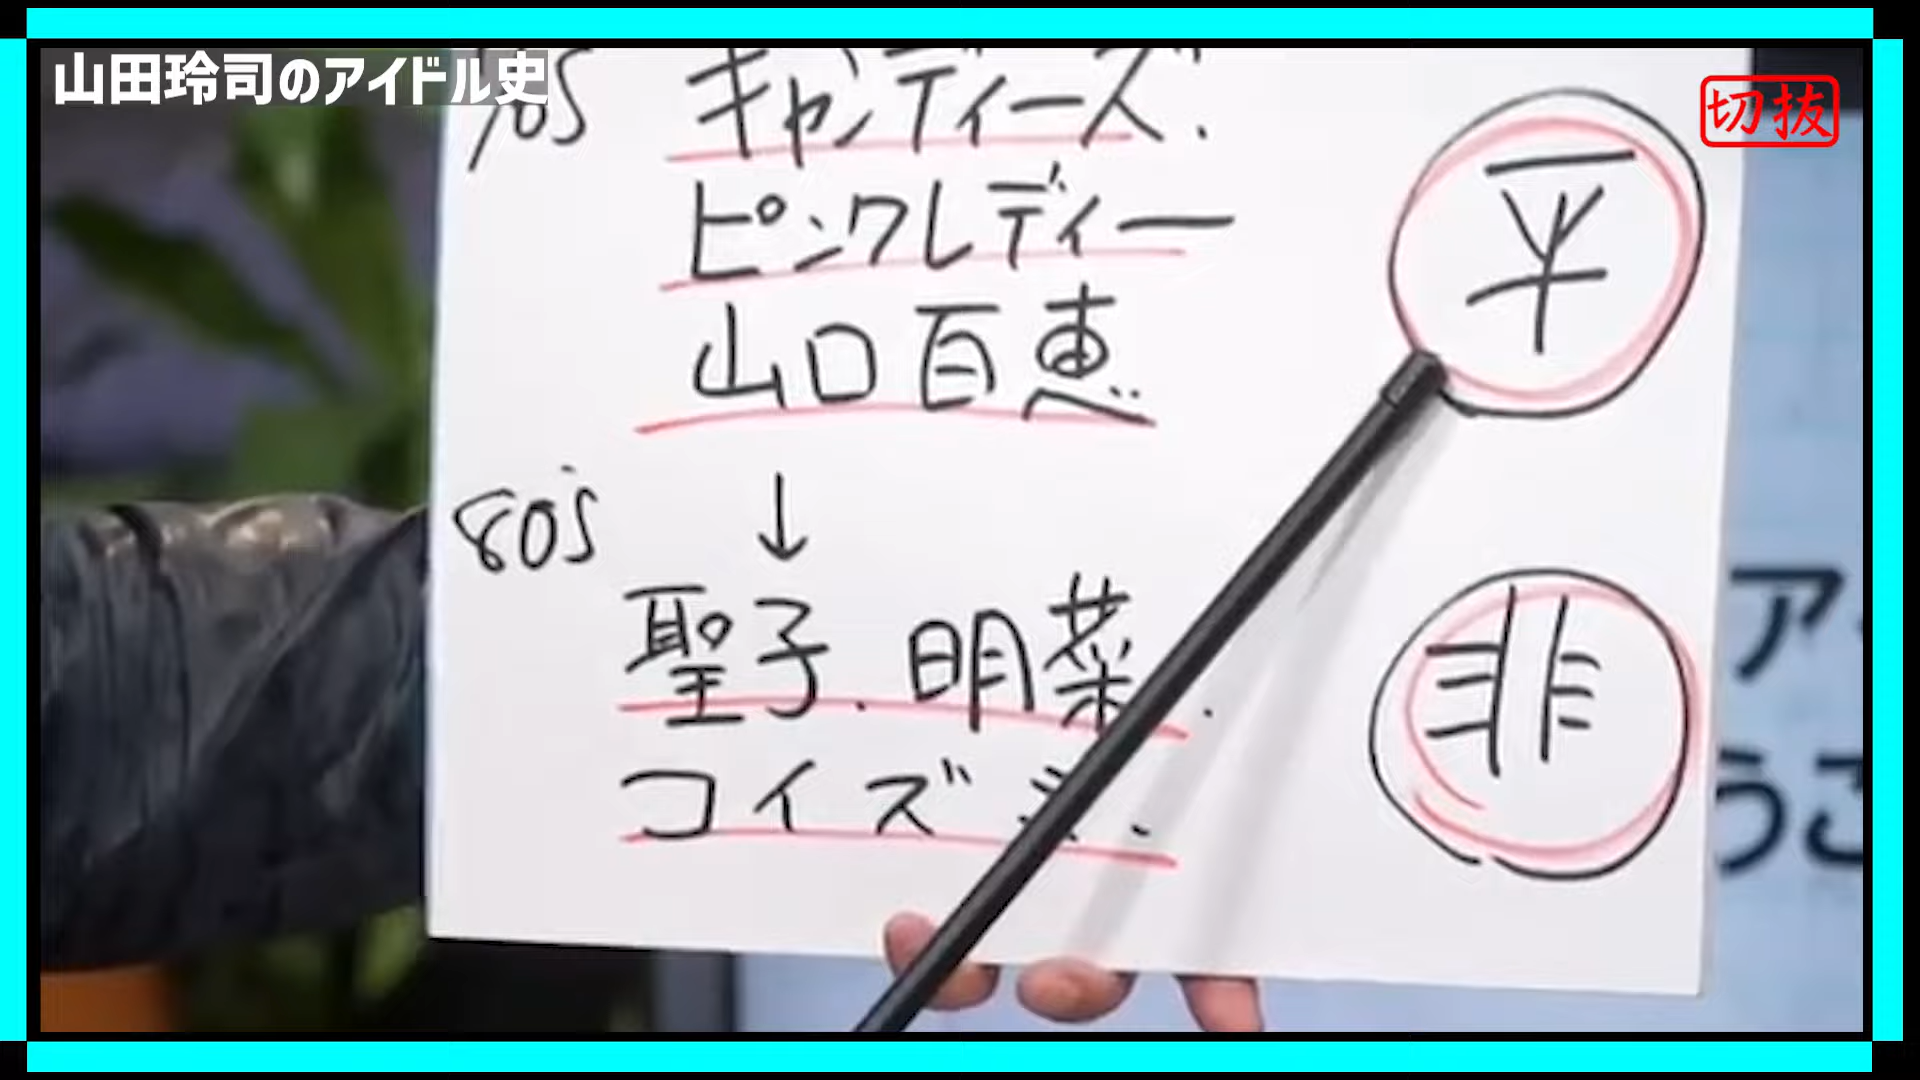 山田玲司のアイドル史
切抜
70's
キャンディーズ.
ピンクレディー
山口百恵
平
↓
80's
聖子.明菜.
コイズミ.
非
ア
うこ